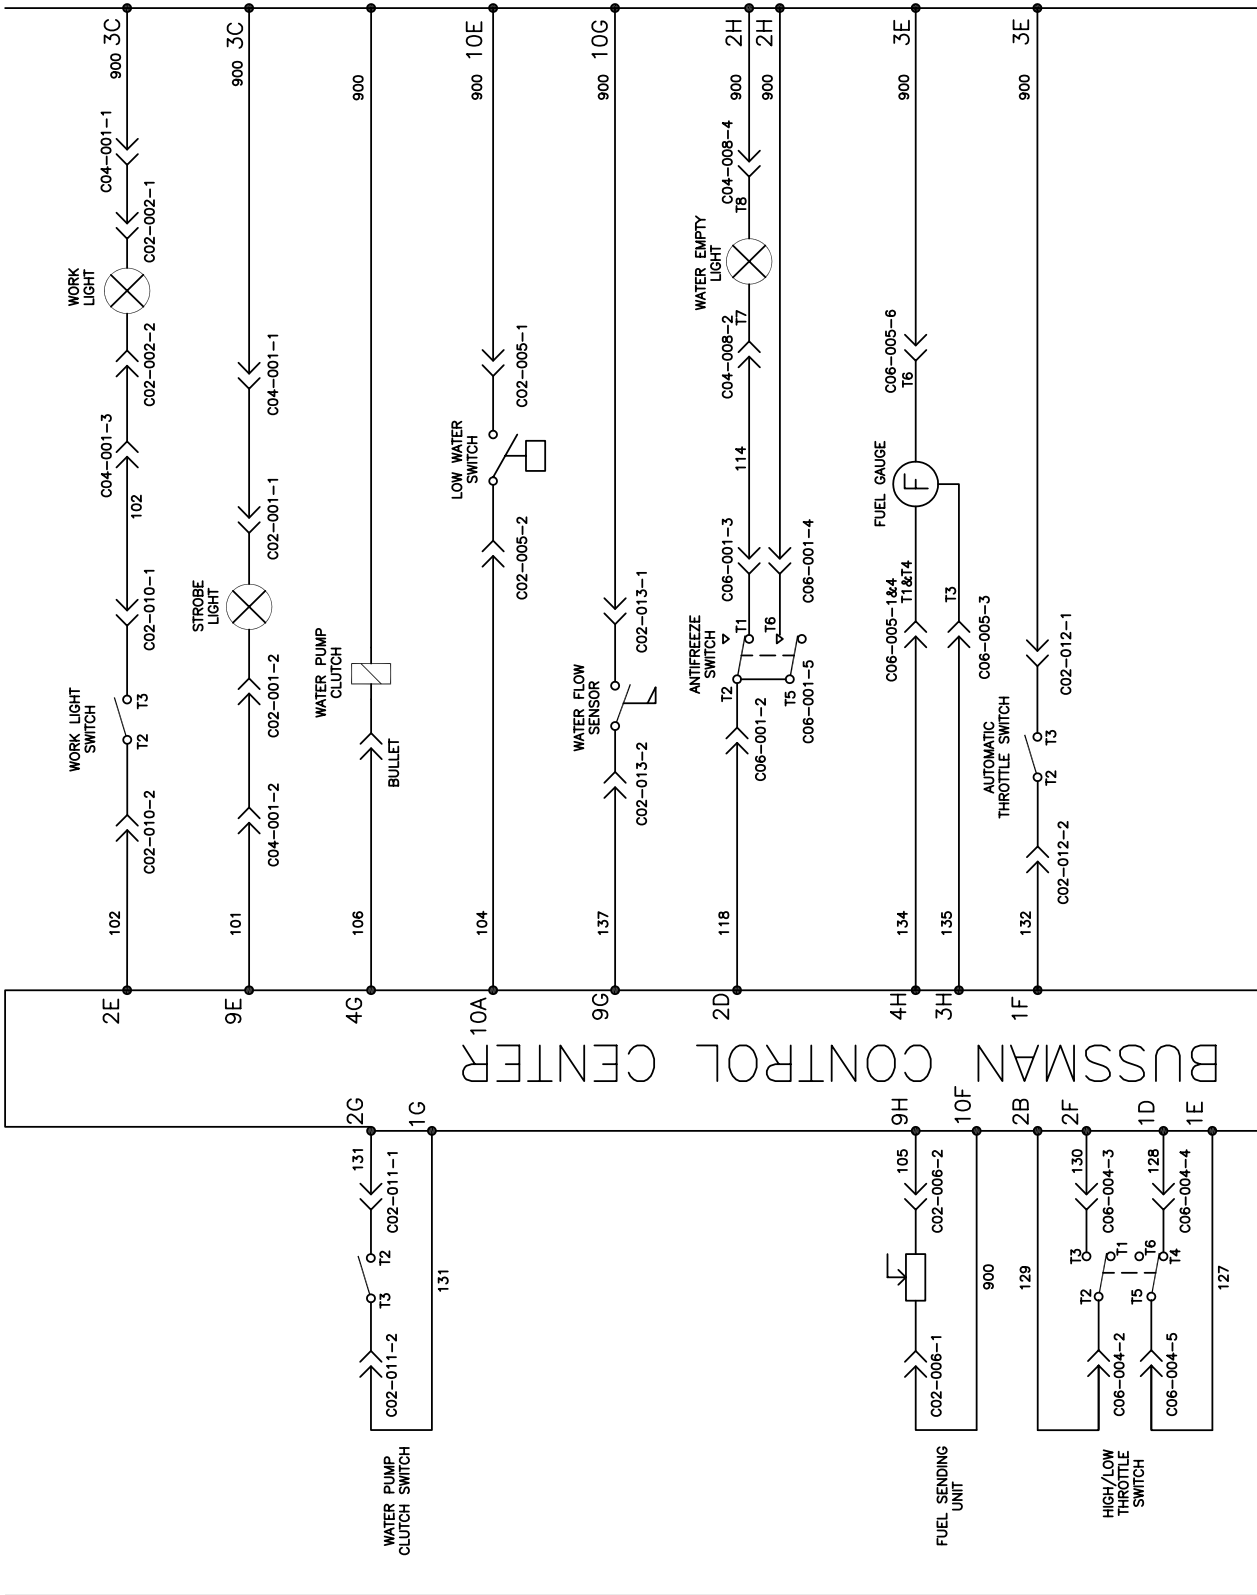 3C
900
C04-001-1
C02-002-1
WORK
LIGHT
C02-002-2
C04-001-3
102
C02-010-1
T3
WORK LIGHT
SWITCH
T2
C02-010-2
102
2E
3C
900
C04-001-1
C02-001-1
STROBE
LIGHT
C02-001-2
C04-001-2
101
9E
900
WATER PUMP
CLUTCH
BULLET
106
4G
10E
900
C02-005-1
LOW WATER
SWITCH
C02-005-2
104
10A
10G
900
C02-013-1
WATER FLOW
SENSOR
C02-013-2
137
9G
2H
2H
900
900
C04-008-4
T8
WATER EMPTY
LIGHT
T7
C04-008-2
114
C06-001-3
C06-001-4
T1
T6
ANTIFREEZE
SWITCH
T2
T5
C06-001-5
C06-001-2
118
2D
3E
900
C06-005-6
T6
FUEL GAUGE
F
C06-005-1&4
T1&T4
T3
C06-005-3
134
135
4H
3H
3E
900
C02-012-1
T3
AUTOMATIC
THROTTLE SWITCH
T2
C02-012-2
132
1F
BUSSMAN CONTROL CENTER
2G
1G
131
C02-011-1
T2
T3
131
C02-011-2
WATER PUMP
CLUTCH SWITCH
9H
10F
105
C02-006-2
900
C02-006-1
FUEL SENDING
UNIT
2B
2F
1D
1E
130
C06-004-3
128
C06-004-4
T3
T1
T6
T4
129
T2
T5
127
C06-004-2
C06-004-5
HIGH/LOW
THROTTLE
SWITCH